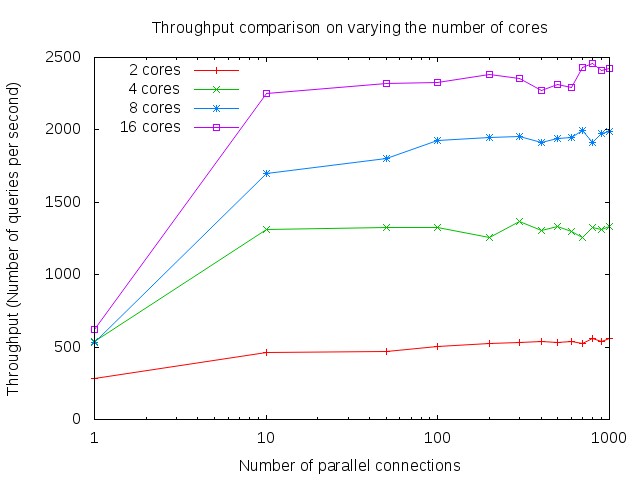 Throughput comparison on varying the number of cores
Throughput (Number of queries per second)
2500
2000
1500
1000
500
0
2 cores
4 cores
8 cores
16 cores
1 10 100 1000
Number of parallel connections